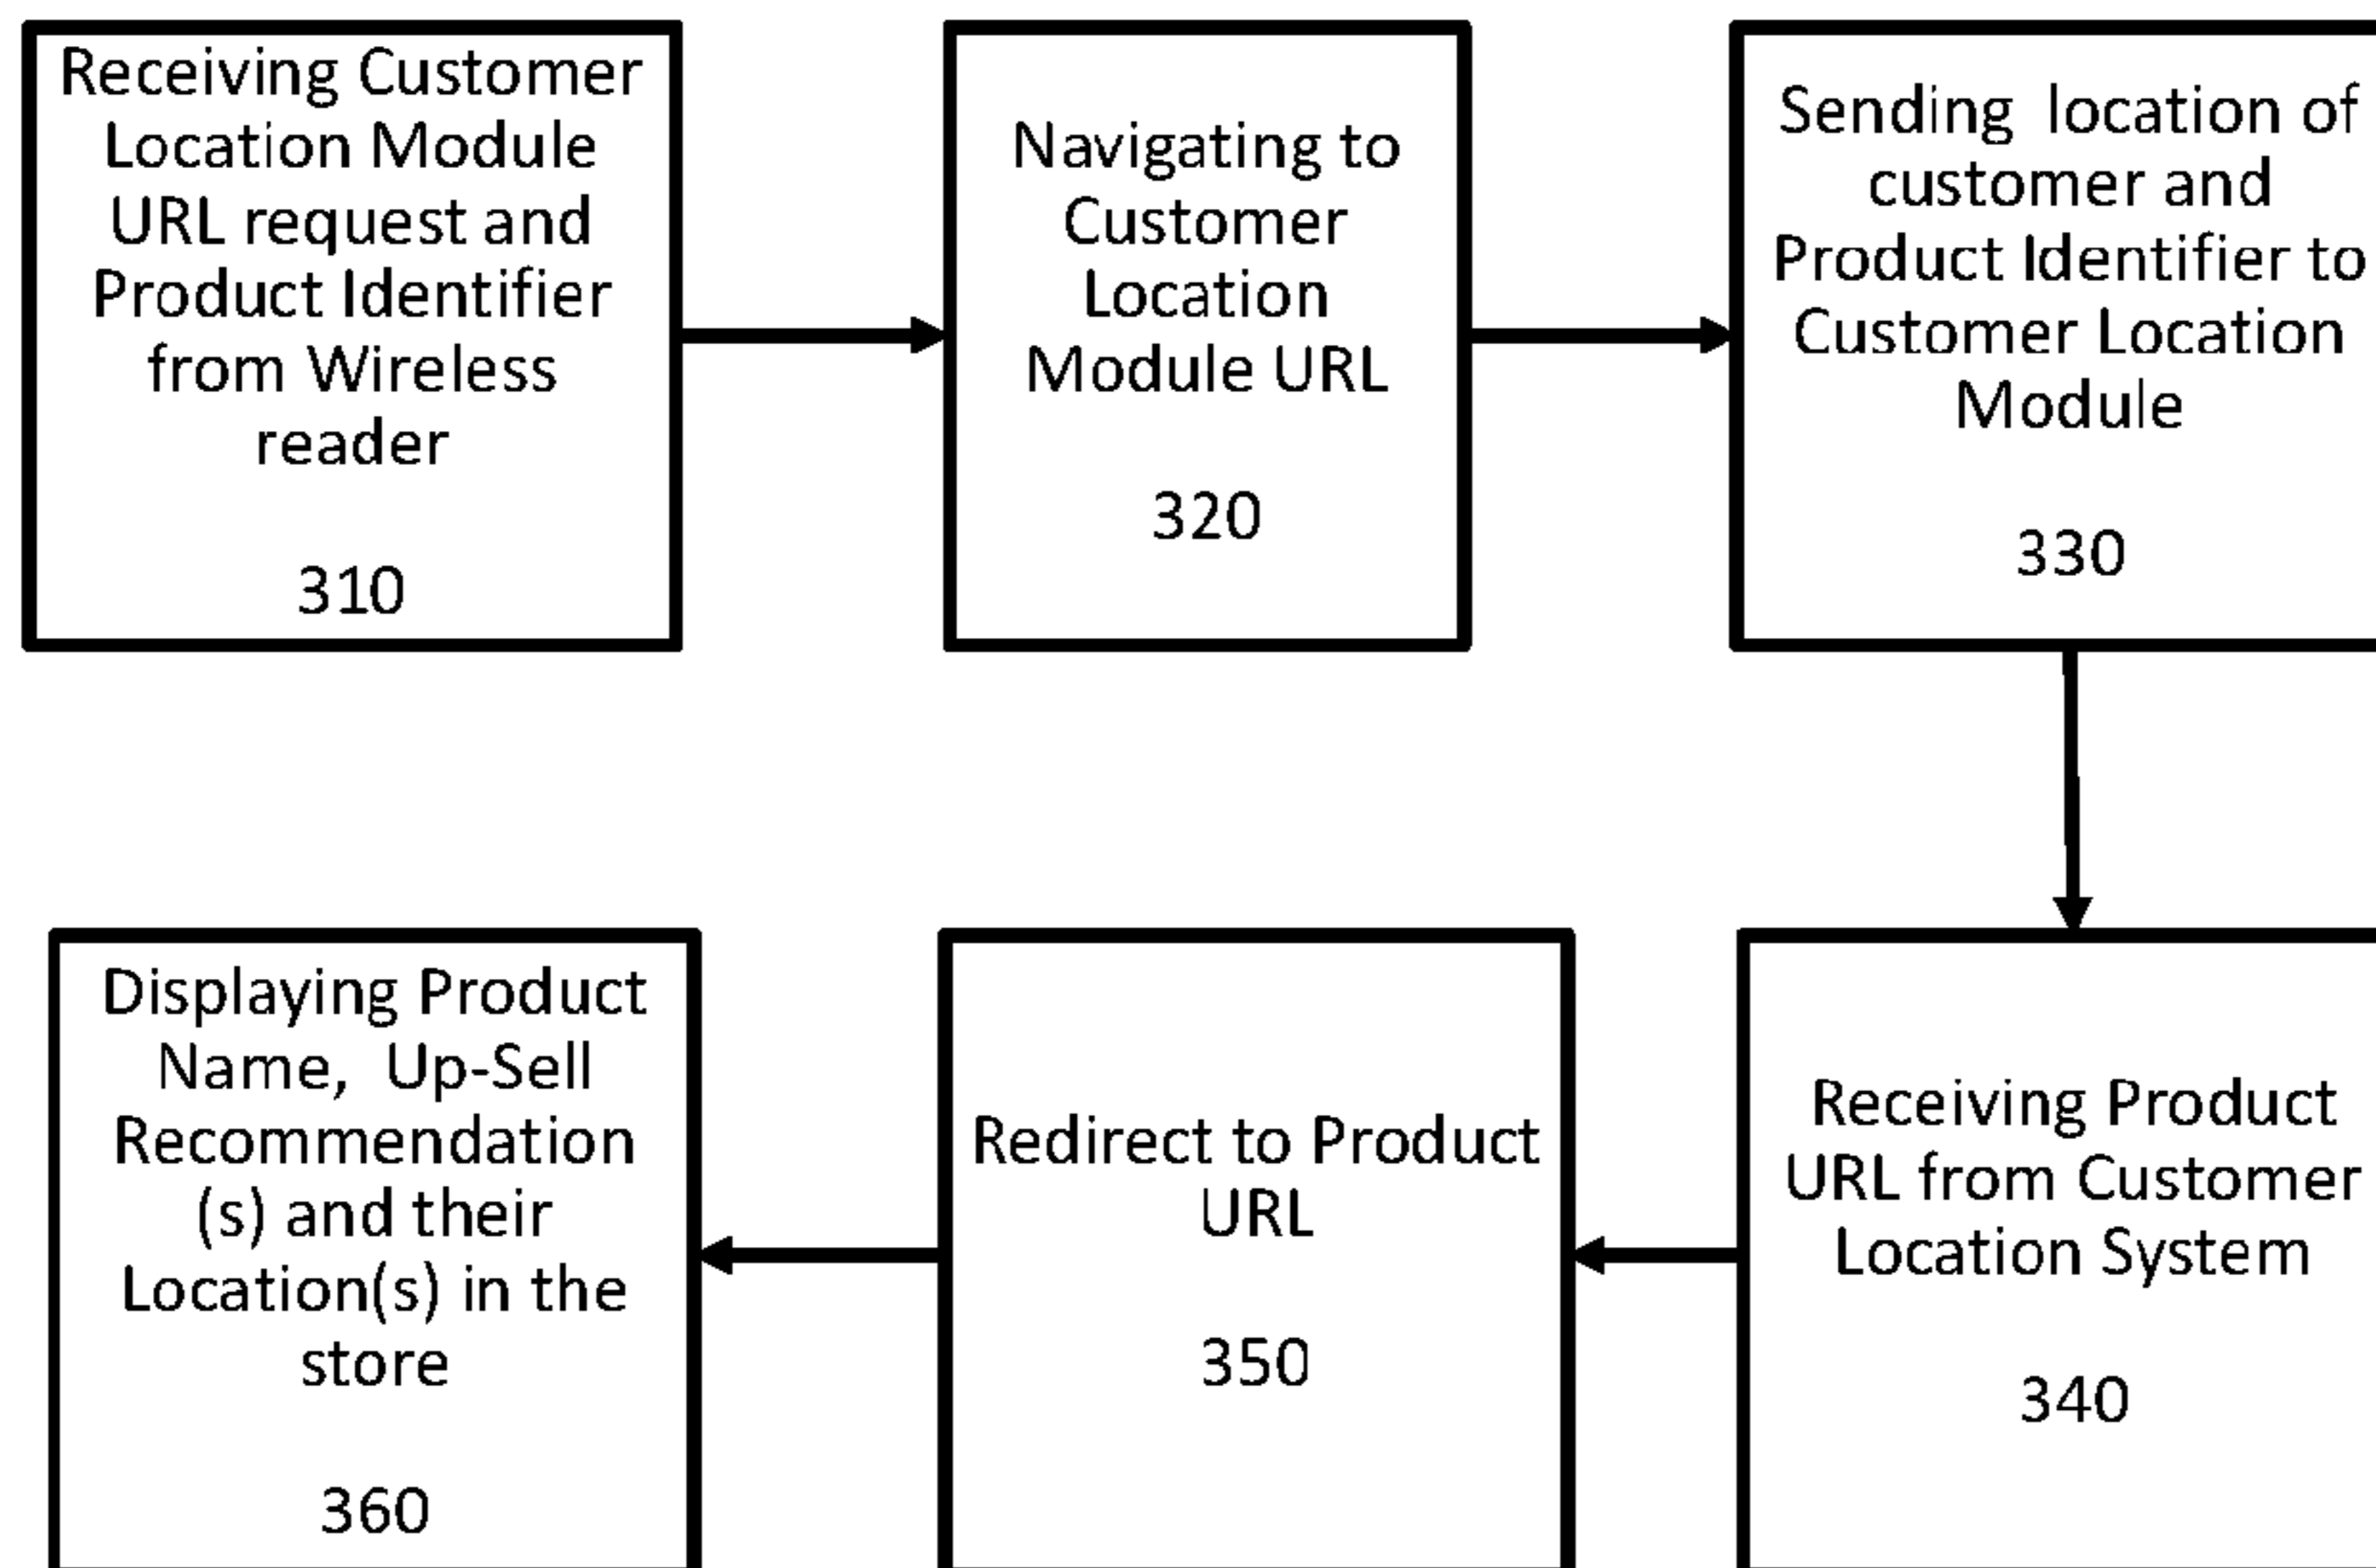 Receiving Customer
Location Module
URL request and
Product Identifier
from Wireless
reader
310
Navigating to
Customer
Location
Module URL
320
Sending location of
customer and
Product Identifier to
Customer Location
Module
330
Receiving Product
URL from Customer
Location System
340
Redirect to Product
URL
350
Displaying Product
Name, Up-Sell
Recommendation
(s) and their
Location(s) in the
store
360